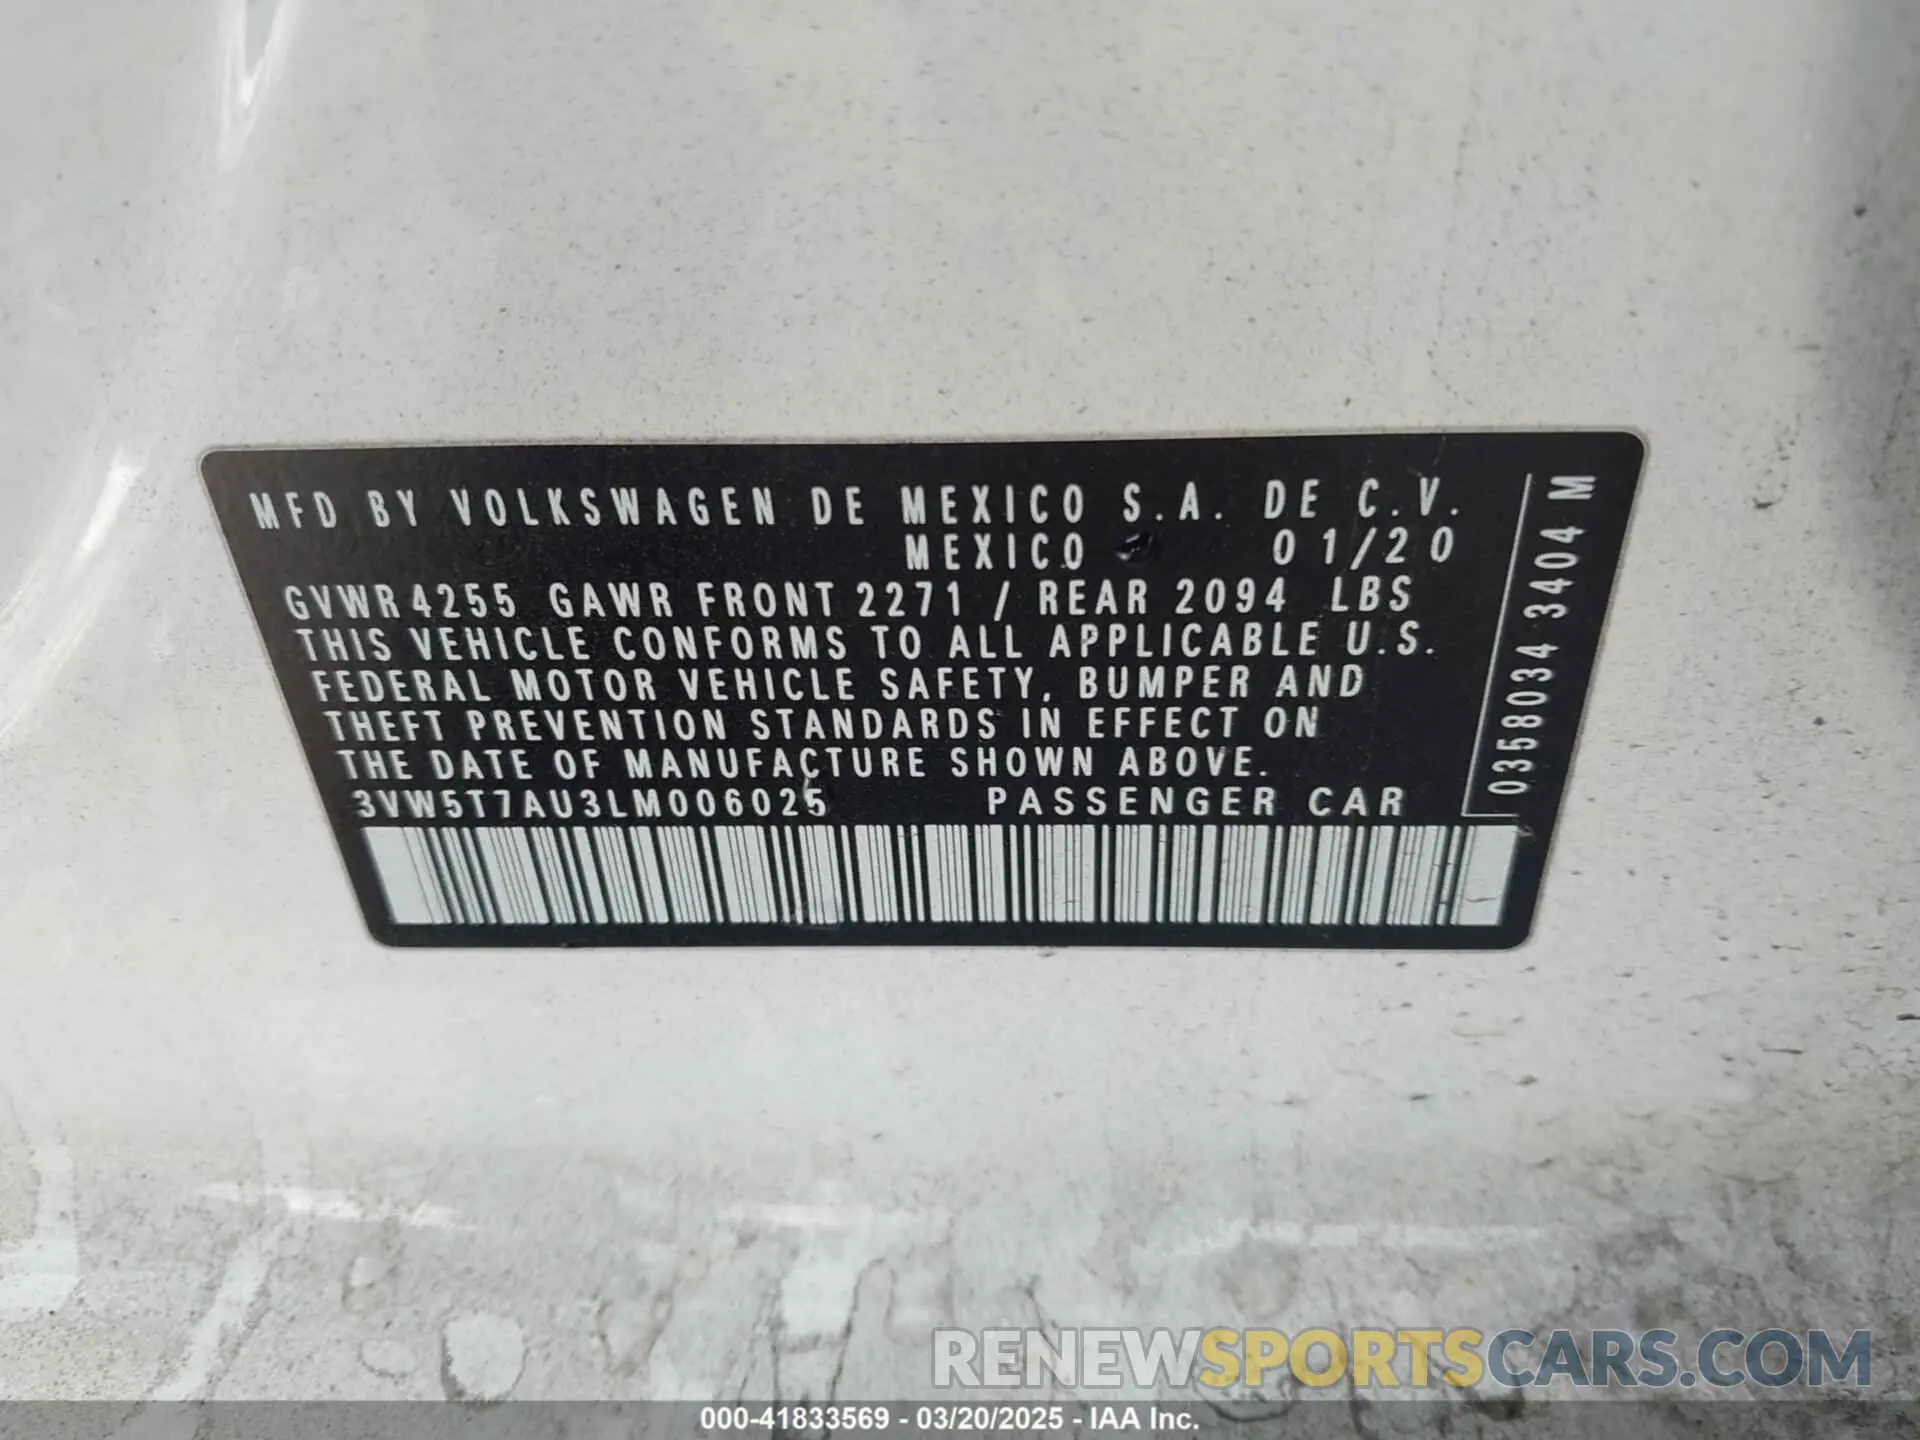 MFD BY VOLKSWAGEN DE MEXICO S.A. DE C.V.
MEXICO 01/20
GVWR 4255 GAWR FRONT 2271 / REAR 2094 LBS
THIS VEHICLE CONFORMS TO ALL APPLICABLE U.S.
FEDERAL MOTOR VEHICLE SAFETY, BUMPER AND
THEFT PREVENTION STANDARDS IN EFFECT ON
THE DATE OF MANUFACTURE SHOWN ABOVE.
3VW5T7AU3LM006025 PASSENGER CAR
0358034 3404 M
RENEWSPORTSCARS.COM
000-41833569 - 03/20/2025 - IAA Inc.